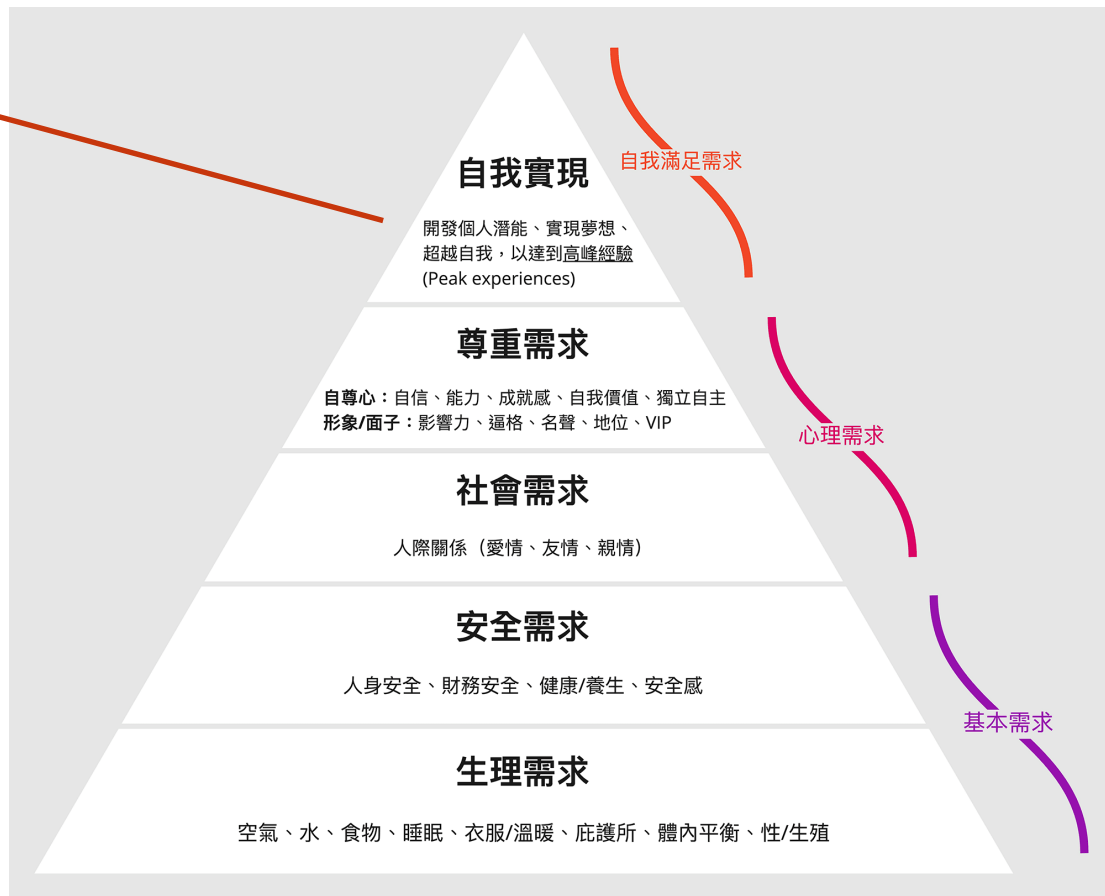 自我實現
自我滿足需求
開發個人潛能、實現夢想、
超越自我，以達到高峰經驗
(Peak experiences)
尊重需求
自尊心：自信、能力、成就感、自我價值、獨立自主
形象/面子：影響力、逼格、名聲、地位、VIP
心理需求
社會需求
人際關係（愛情、友情、親情）
安全需求
人身安全、財務安全、健康/養生、安全感
基本需求
生理需求
空氣、水、食物、睡眠、衣服/溫暖、庇護所、體內平衡、性/生殖